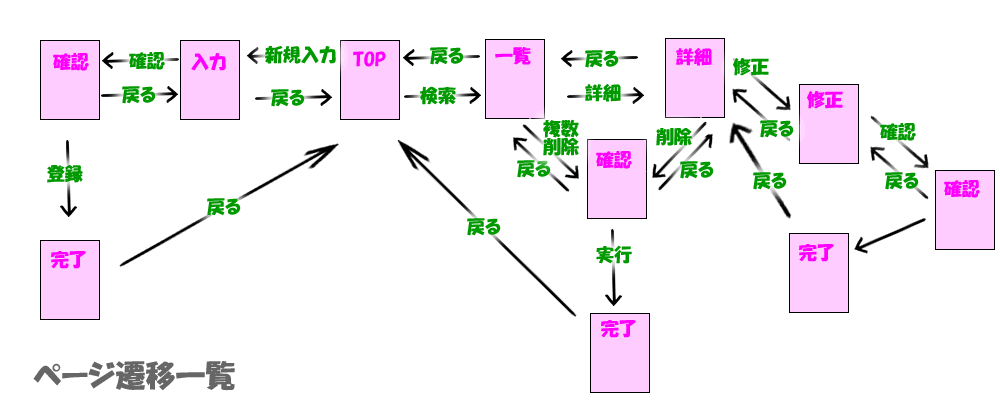 確認
確認
戻る
入力
新規入力
戻る
TOP
戻る
検索
一覧
戻る
詳細
詳細
修正
戻る
修正
確認
戻る
確認
複数
削除
戻る
確認
削除
戻る
戻る
登録
戻る
戻る
実行
完了
完了
完了
ページ遷移一覧